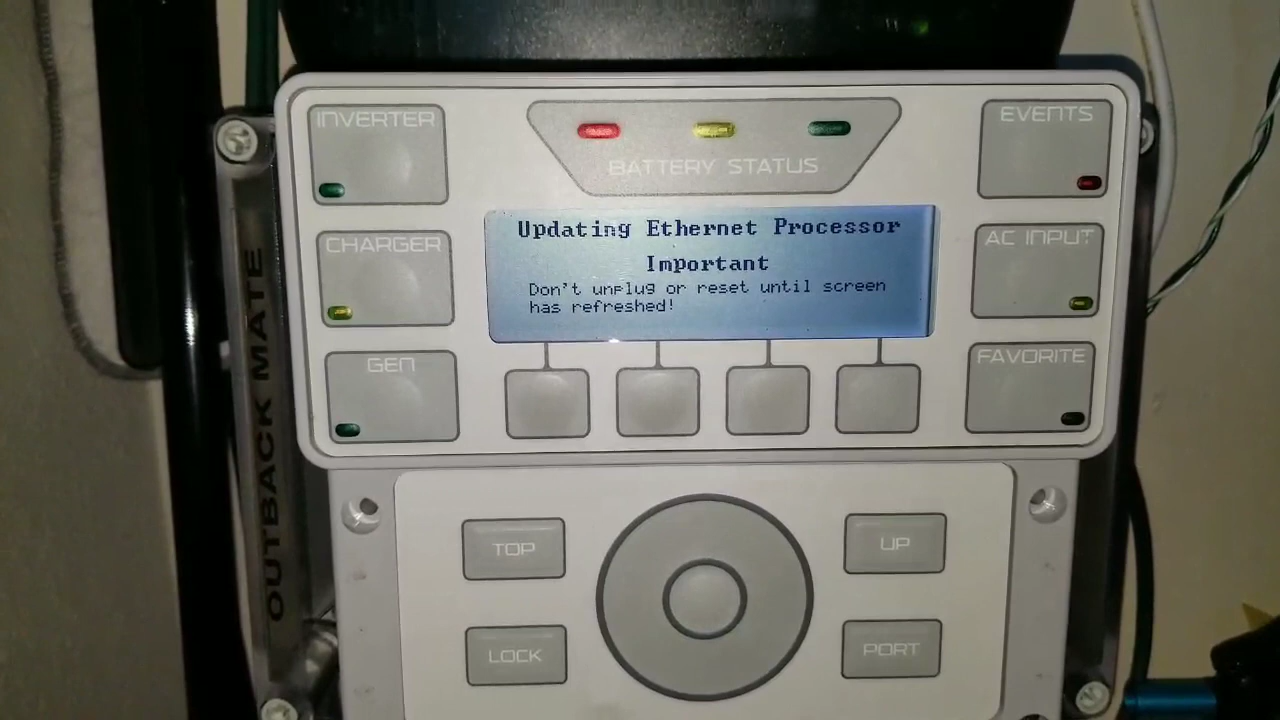 INVERTER
BATTERY STATUS
EVENTS
CHARGER
AC INPUT
GEN
FAVORITE
Updating Ethernet Processor
Important
Don't unplug or reset until screen
has refreshed!
OUTBACK MATE
TOP
UP
LOCK
PORT